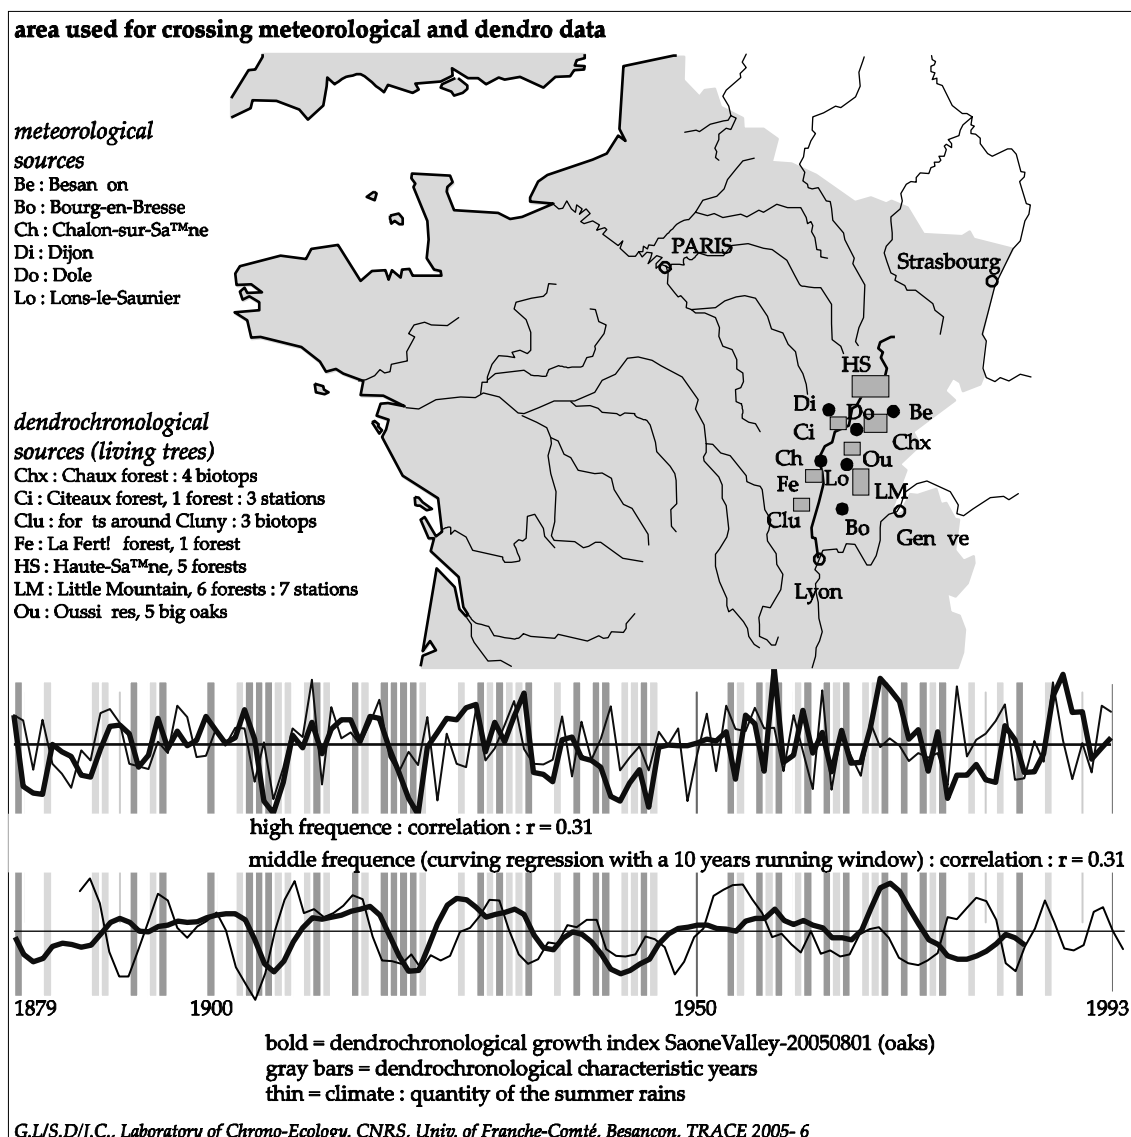 area used for crossing meteorological and dendro data
meteorological
sources
Be : Besan on
Bo : Bourg-en-Bresse
Ch : Chalon-sur-Sa™ne
Di : Dijon
Do : Dole
Lo : Lons-le-Saunier
PARIS
Strasbourg
HS
Di
Do
Be
Ci
Chx
Ch
Ou
Lo
Fe
LM
Clu
Bo
Gen ve
Lyon
dendrochronological
sources (living trees)
Chx : Chaux forest : 4 biotops
Ci : Citeaux forest, 1 forest : 3 stations
Clu : for ts around Cluny : 3 biotops
Fe : La Fert! forest, 1 forest
HS : Haute-Sa™ne, 5 forests
LM : Little Mountain, 6 forests : 7 stations
Ou : Oussi res, 5 big oaks
high frequence : correlation : r = 0.31
middle frequence (curving regression with a 10 years running window) : correlation : r = 0.31
1879 1900 1950 1993
bold = dendrochronological growth index SaoneValley-20050801 (oaks)
gray bars = dendrochronological characteristic years
thin = climate : quantity of the summer rains
G.L/S.D/J.C., Laboratory of Chrono-Ecology, CNRS, Univ. of Franche-Comté, Besançon, TRACE 2005- 6